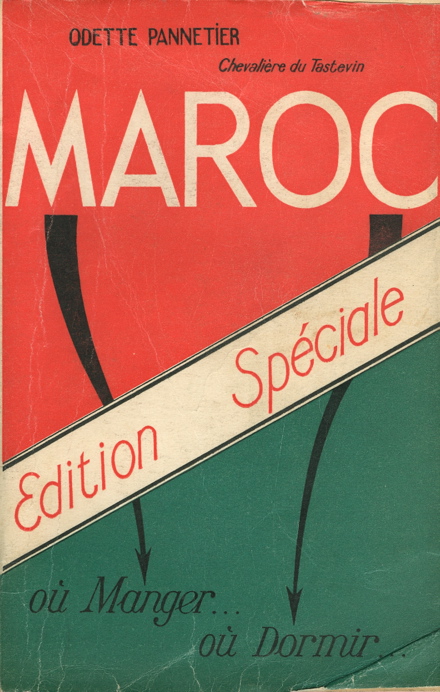 ODETTE PANNETIER
Chevalière du Tastevin
MAROC
Edition Spéciale
où Manger...
où Dormir...